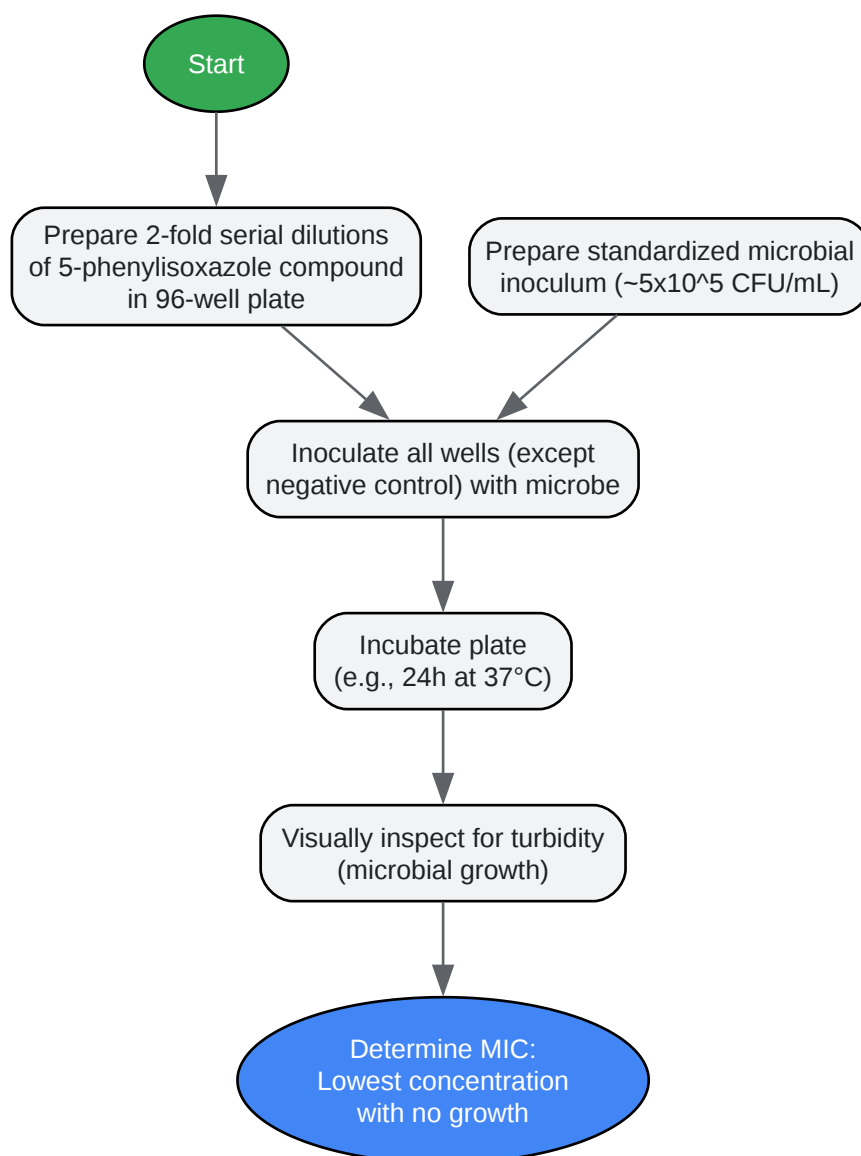 Start
Prepare 2-fold serial dilutions
of 5-phenylisoxazole compound
in 96-well plate
Prepare standardized microbial
inoculum (~5x10^5 CFU/mL)
Inoculate all wells (except
negative control) with microbe
Incubate plate
(e.g., 24h at 37°C)
Visually inspect for turbidity
(microbial growth)
Determine MIC:
Lowest concentration
with no growth